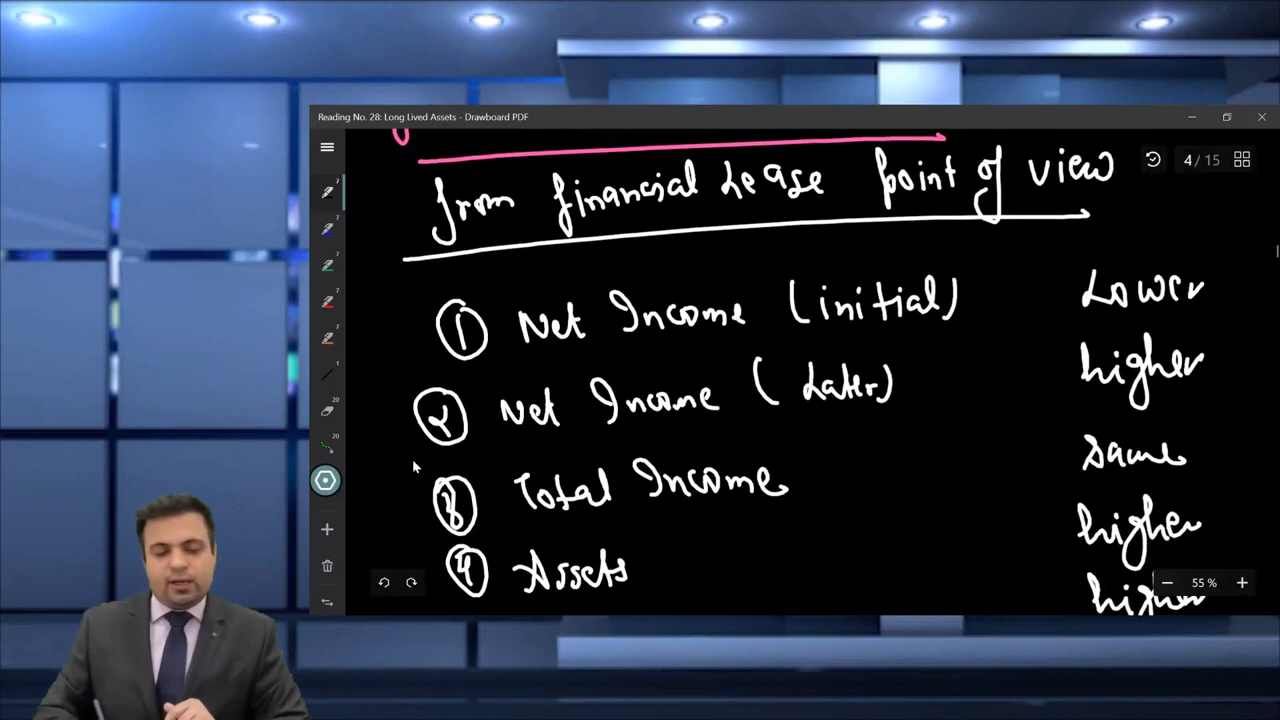 Reading No. 28: Long Lived Assets - Drawboard PDF
4 / 15
from financial Lease point of view
① Net Income (initial) Lower
② Net Income (Later) higher
③ Total Income same
④ Assets higher
higher
55 %